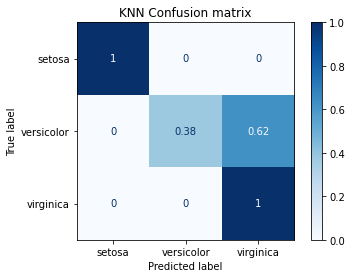 KNN Confusion matrix
1.0
setosa 1 0 0
0.8
0.6
True label
versicolor 0 0.38 0.62
0.4
virginica 0 0 1
0.2
0.0
setosa versicolor virginica
Predicted label